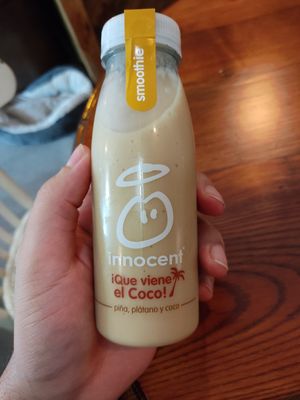 smoothie
innocent
¡Que viene
el Coco!
piña, plátano y coco